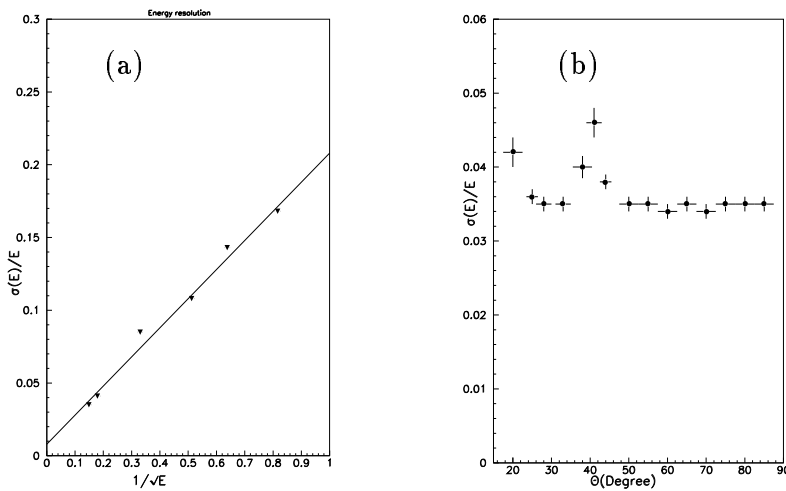 Energy resolution
(a)
σ(E)/E
0.3
0.25
0.2
0.15
0.1
0.05
0
0 0.1 0.2 0.3 0.4 0.5 0.6 0.7 0.8 0.9 1
1/√E
(b)
σ(E)/E
0.06
0.05
0.04
0.03
0.02
0.01
0
20 30 40 50 60 70 80 90
Θ(Degree)